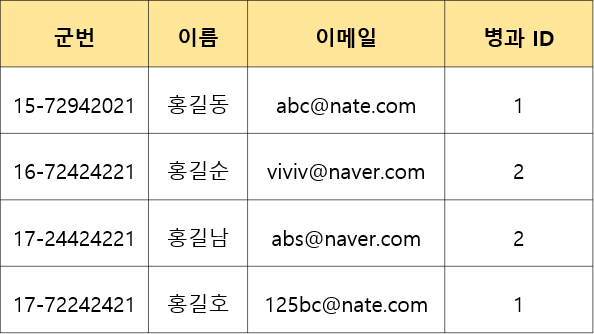 군번 이름 이메일 병과 ID
15-72942021 홍길동 abc@nate.com 1
16-72424221 홍길순 viviv@naver.com 2
17-24424221 홍길남 abs@naver.com 2
17-72242421 홍길호 125bc@nate.com 1